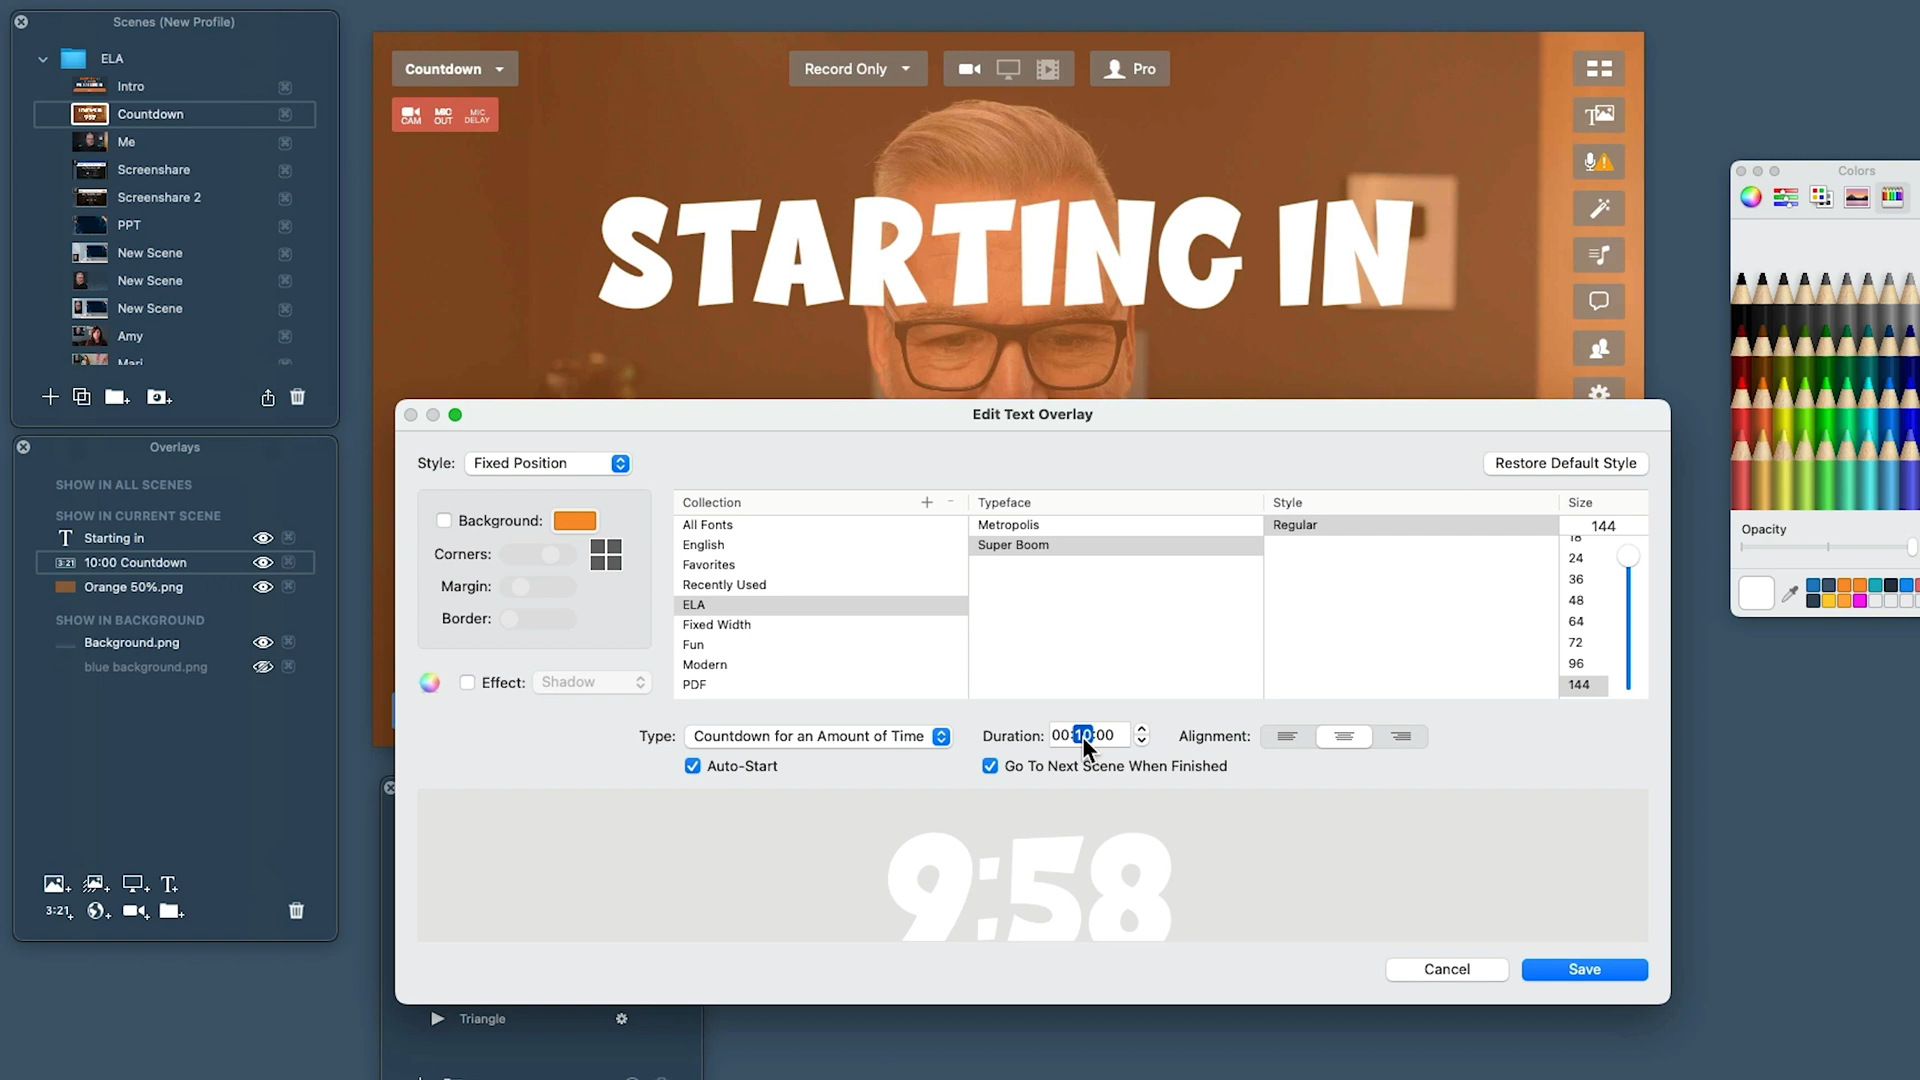 Scenes (New Profile)
ELA
Intro
Countdown
Me
Screenshare
Screenshare 2
PPT
New Scene
New Scene
New Scene
Amy
Mari
Overlays
SHOW IN ALL SCENES
SHOW IN CURRENT SCENE
Starting in
3:21 10:00 Countdown
Orange 50%.png
SHOW IN BACKGROUND
Background.png
blue background.png
3:21
Countdown
Record Only
Pro
CAM
MIC OUT
MIC DELAY
STARTING IN
Edit Text Overlay
Style: Fixed Position
Restore Default Style
Background:
Corners:
Margin:
Border:
Effect: Shadow
Collection
All Fonts
English
Favorites
Recently Used
ELA
Fixed Width
Fun
Modern
PDF
Typeface
Metropolis
Super Boom
Style
Regular
Size
144
18
24
36
48
64
72
96
144
Type: Countdown for an Amount of Time
Duration: 00:10:00
Alignment:
Auto-Start
Go To Next Scene When Finished
9:58
Cancel
Save
Triangle
Colors
Opacity